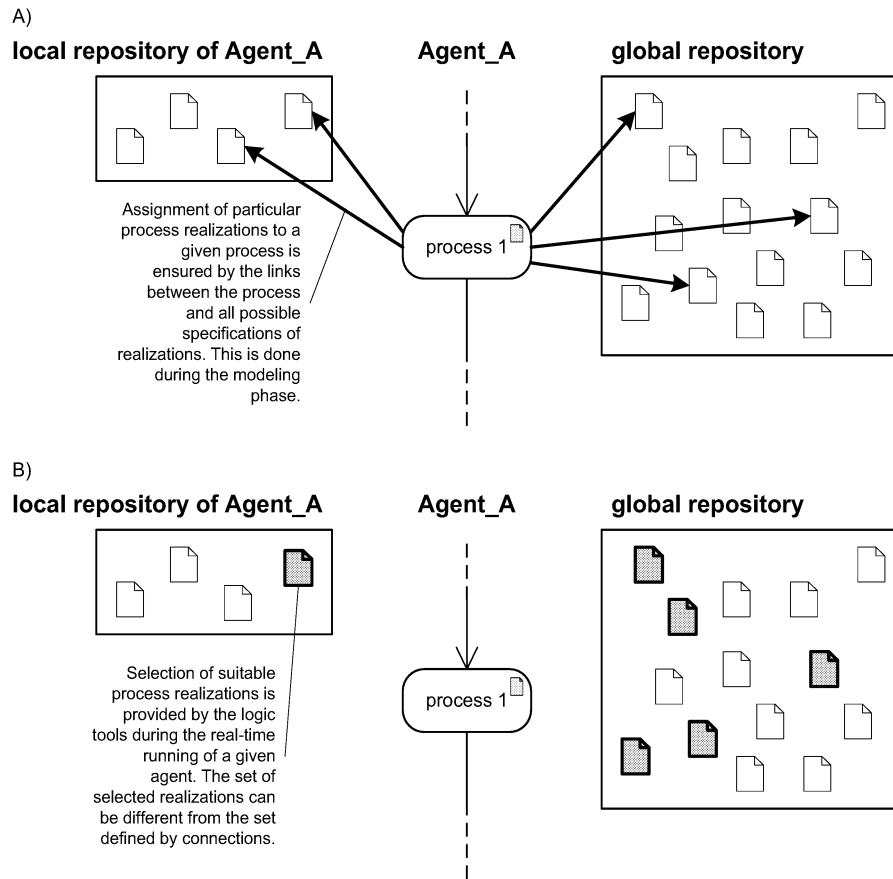 A)
local repository of Agent_A
Agent_A
global repository
process 1
Assignment of particular
process realizations to a
given process is
ensured by the links
between the process
and all possible
specifications of
realizations. This is done
during the modeling
phase.
B)
local repository of Agent_A
Agent_A
global repository
process 1
Selection of suitable
process realizations is
provided by the logic
tools during the real-time
running of a given
agent. The set of
selected realizations can
be different from the set
defined by connections.